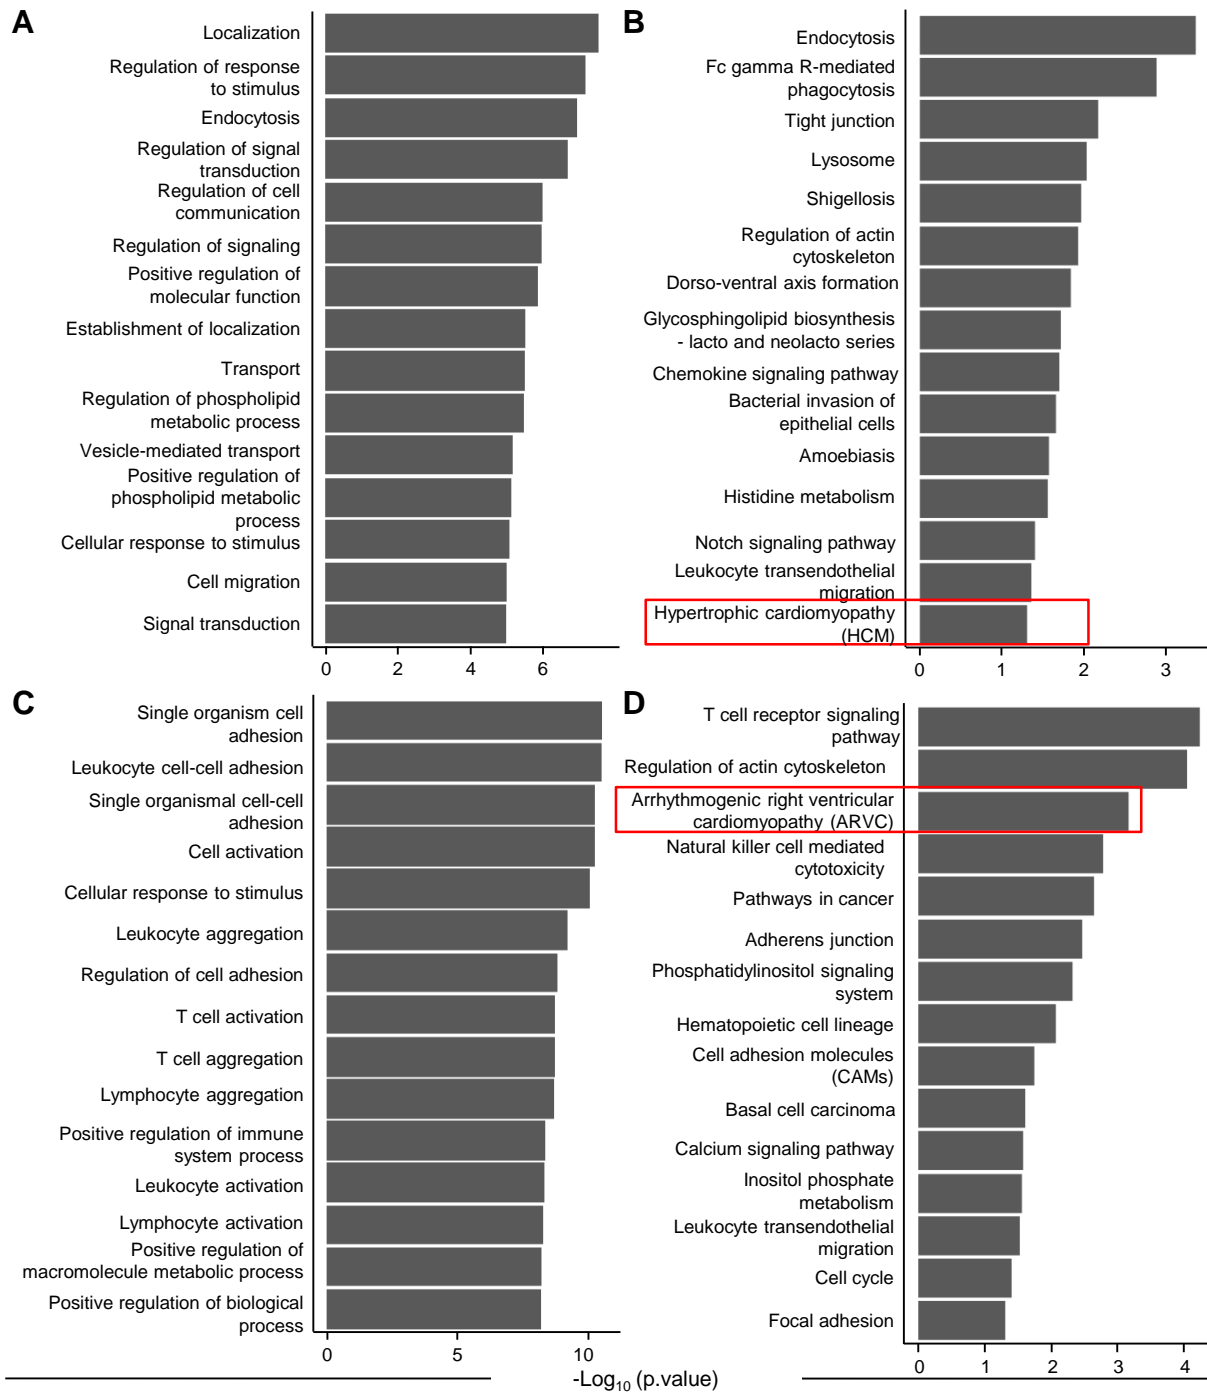 A
Localization
Regulation of response
to stimulus
Endocytosis
Regulation of signal
transduction
Regulation of cell
communication
Regulation of signaling
Positive regulation of
molecular function
Establishment of localization
Transport
Regulation of phospholipid
metabolic process
Vesicle-mediated transport
Positive regulation of
phospholipid metabolic
process
Cellular response to stimulus
Cell migration
Signal transduction
0 2 4 6
B
Endocytosis
Fc gamma R-mediated
phagocytosis
Tight junction
Lysosome
Shigellosis
Regulation of actin
cytoskeleton
Dorso-ventral axis formation
Glycosphingolipid biosynthesis
- lacto and neolacto series
Chemokine signaling pathway
Bacterial invasion of
epithelial cells
Amoebiasis
Histidine metabolism
Notch signaling pathway
Leukocyte transendothelial
migration
Hypertrophic cardiomyopathy
(HCM)
0 1 2 3
C
Single organism cell
adhesion
Leukocyte cell-cell adhesion
Single organismal cell-cell
adhesion
Cell activation
Cellular response to stimulus
Leukocyte aggregation
Regulation of cell adhesion
T cell activation
T cell aggregation
Lymphocyte aggregation
Positive regulation of immune
system process
Leukocyte activation
Lymphocyte activation
Positive regulation of
macromolecule metabolic process
Positive regulation of biological
process
0 5 10
D
T cell receptor signaling
pathway
Regulation of actin cytoskeleton
Arrhythmogenic right ventricular
cardiomyopathy (ARVC)
Natural killer cell mediated
cytotoxicity
Pathways in cancer
Adherens junction
Phosphatidylinositol signaling
system
Hematopoietic cell lineage
Cell adhesion molecules
(CAMs)
Basal cell carcinoma
Calcium signaling pathway
Inositol phosphate
metabolism
Leukocyte transendothelial
migration
Cell cycle
Focal adhesion
0 1 2 3 4
-Log₁₀ (p.value)